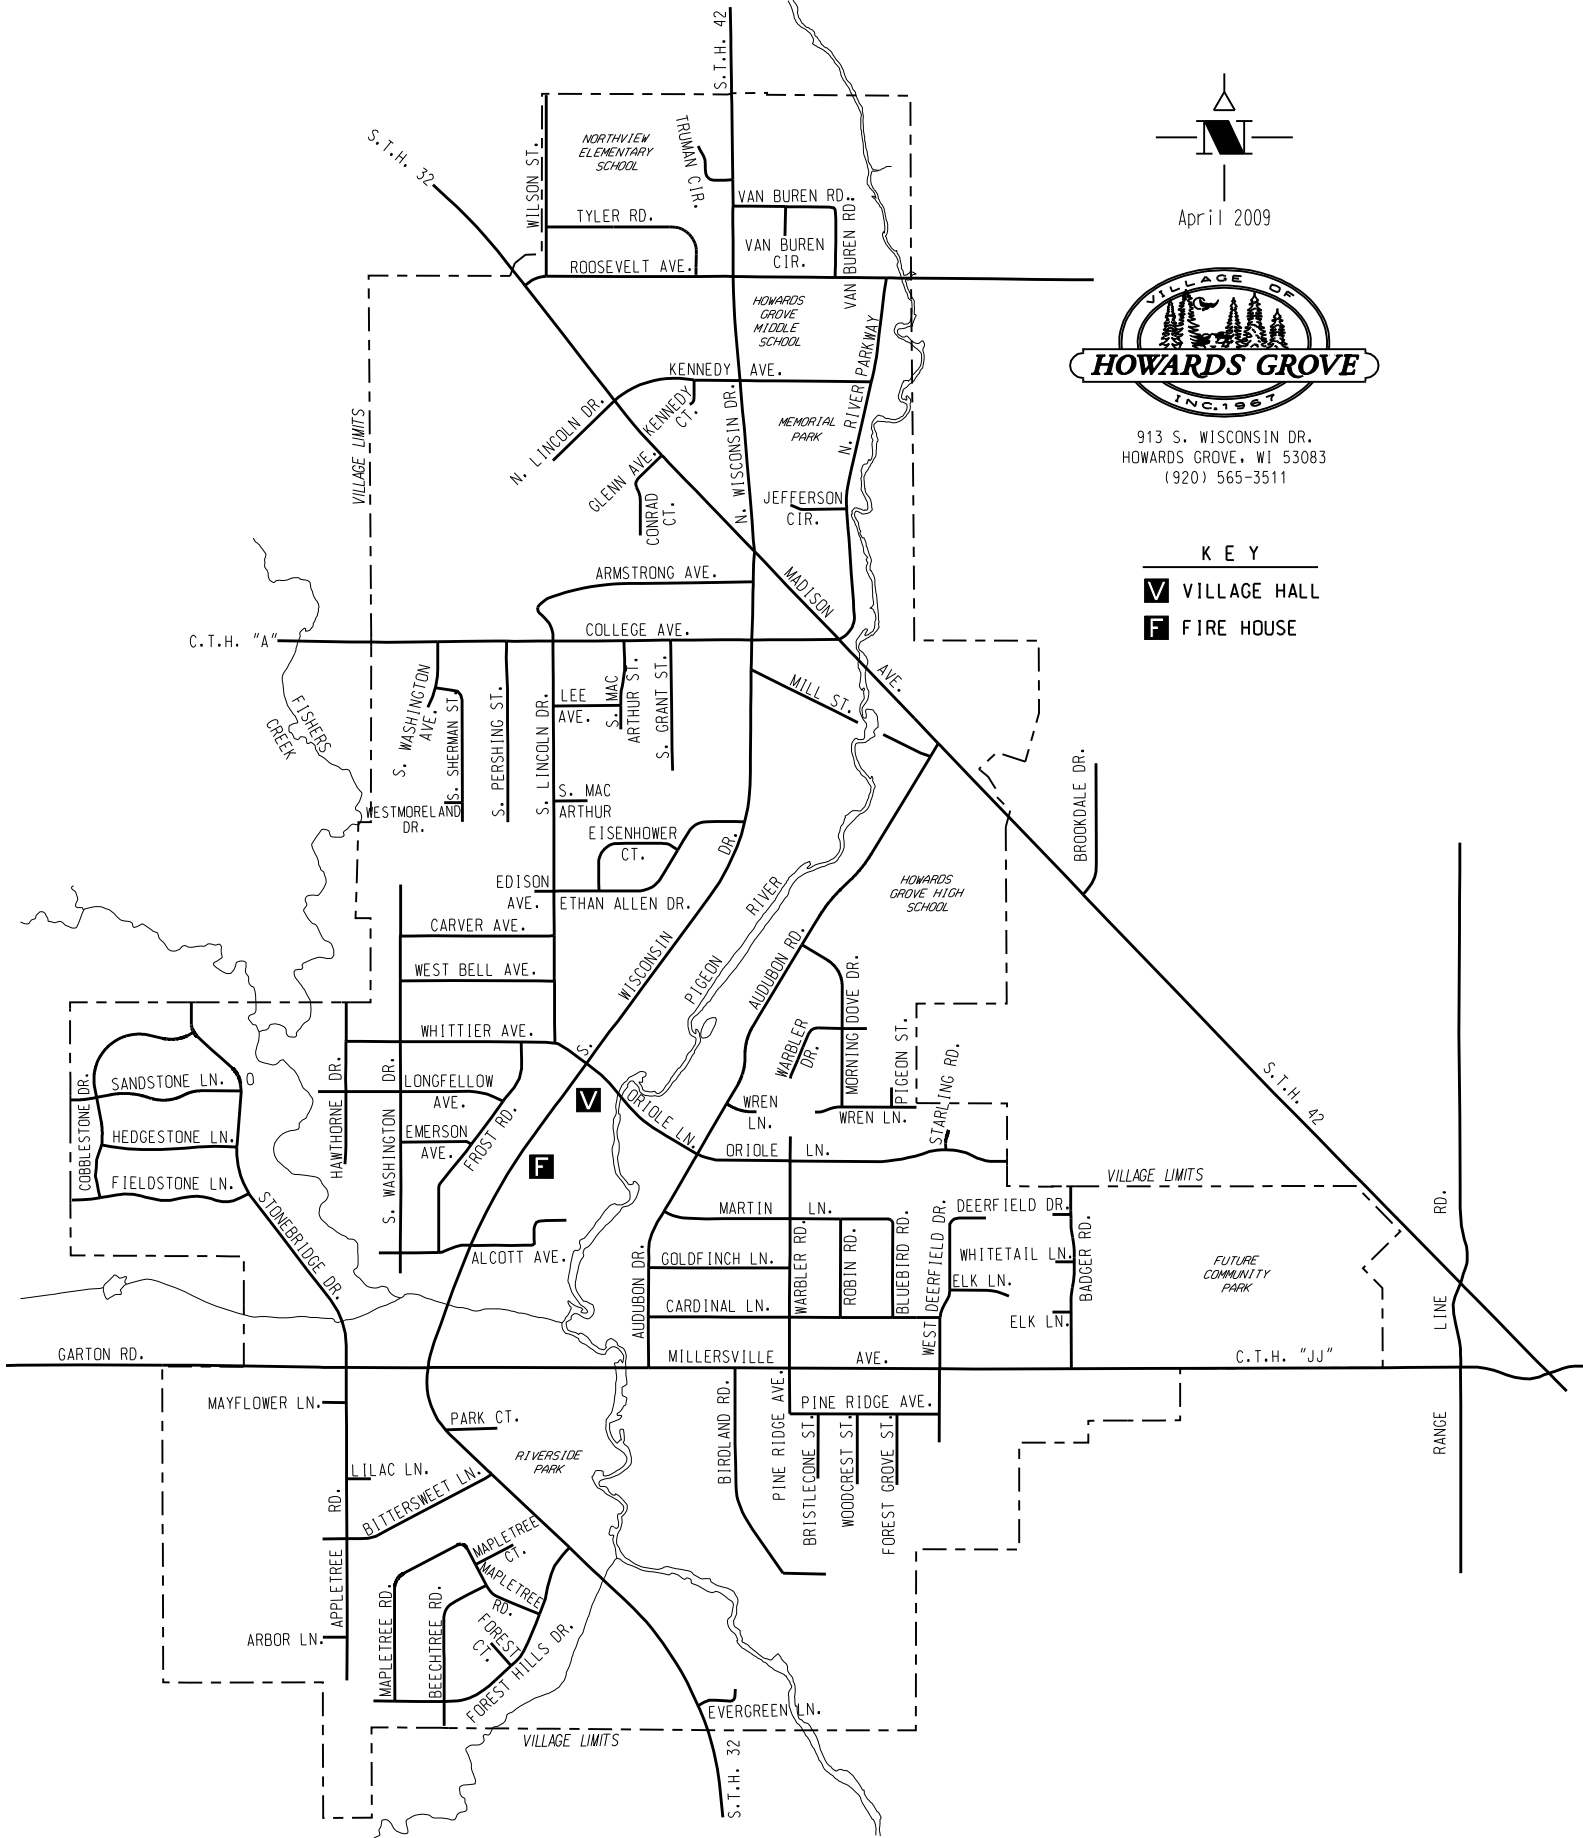 S.T.H. 42
S.T.H. 32
WILSON ST.
NORTHVIEW
ELEMENTARY
SCHOOL
TRUMAN CIR.
TYLER RD.
VAN BUREN RD.
VAN BUREN
CIR.
VAN BUREN RD.
ROOSEVELT AVE.
April 2009
VILLAGE OF
HOWARDS GROVE
INC. 1967
913 S. WISCONSIN DR.
HOWARDS GROVE, WI 53083
(920) 565-3511
KEY
V VILLAGE HALL
F FIRE HOUSE
N
HOWARDS
GROVE
MIDDLE
SCHOOL
KENNEDY AVE.
KENNEDY
CT.
N. LINCOLN DR.
N. WISCONSIN DR.
N. RIVER PARKWAY
MEMORIAL
PARK
VILLAGE LIMITS
GLENN AVE.
CONRAD
CT.
JEFFERSON
CIR.
ARMSTRONG AVE.
MADISON
AVE.
C.T.H. "A"
COLLEGE AVE.
FISHERS
CREEK
S. WASHINGTON
AVE.
S. SHERMAN ST.
S. PERSHING ST.
S. LINCOLN DR.
LEE
AVE.
S. MAC
ARTHUR ST.
S. GRANT ST.
MILL ST.
WESTMORELAND
DR.
S. MAC
ARTHUR
EISENHOWER
CT.
DR.
BROOKDALE DR.
EDISON
AVE.
ETHAN ALLEN DR.
HOWARDS
GROVE HIGH
SCHOOL
CARVER AVE.
WEST BELL AVE.
WISCONSIN
S.
PIGEON
RIVER
AUDUBON RD.
WHITTIER AVE.
MORNING DOVE DR.
WARBLER
DR.
PIGEON ST.
STARLING RD.
S.T.H. 42
COBBLESTONE DR.
SANDSTONE LN.
O
HEDGESTONE LN.
FIELDSTONE LN.
STONEBRIDGE DR.
HAWTHORNE DR.
S. WASHINGTON DR.
LONGFELLOW
AVE.
EMERSON
AVE.
FROST RD.
V
F
ORIOLE LN.
WREN
LN.
WREN LN.
ORIOLE LN.
VILLAGE LIMITS
ALCOTT AVE.
MARTIN LN.
GOLDFINCH LN.
CARDINAL LN.
AUDUBON DR.
WARBLER RD.
ROBIN RD.
BLUEBIRD RD.
WEST DEERFIELD DR.
DEERFIELD DR.
WHITETAIL LN.
ELK LN.
ELK LN.
BADGER RD.
FUTURE
COMMUNITY
PARK
RANGE LINE RD.
GARTON RD.
MILLERSVILLE AVE.
C.T.H. "JJ"
MAYFLOWER LN.
PARK CT.
RIVERSIDE
PARK
LILAC LN.
BITTERSWEET LN.
APPLETREE RD.
ARBOR LN.
BIRDLAND RD.
PINE RIDGE AVE.
PINE RIDGE AVE.
BRISTLECONE ST.
WOODCREST ST.
FOREST GROVE ST.
MAPLETREE
CT.
MAPLETREE
RD.
MAPLETREE RD.
BEECHTREE RD.
FOREST
CT.
FOREST HILLS DR.
EVERGREEN LN.
VILLAGE LIMITS
S.T.H. 32